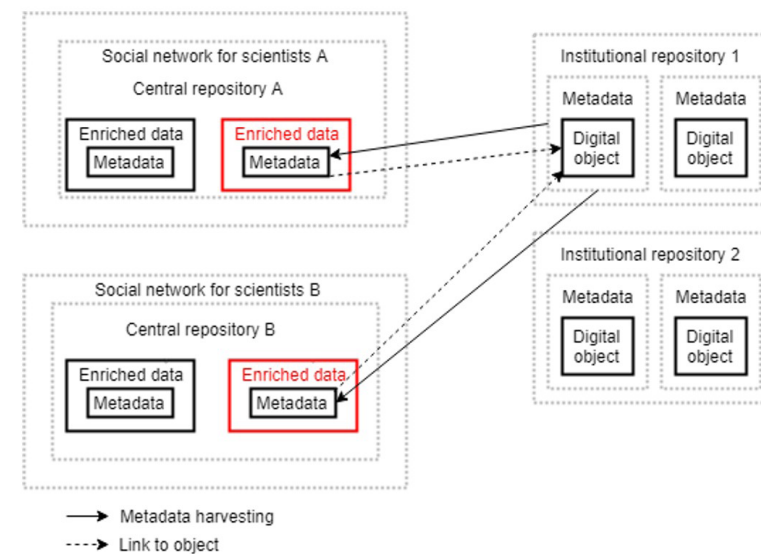 Social network for scientists A
Central repository A
Enriched data
Metadata
Enriched data
Metadata
Institutional repository 1
Metadata
Digital
object
Metadata
Digital
object
Institutional repository 2
Metadata
Digital
object
Metadata
Digital
object
Social network for scientists B
Central repository B
Enriched data
Metadata
Enriched data
Metadata
Metadata harvesting
Link to object